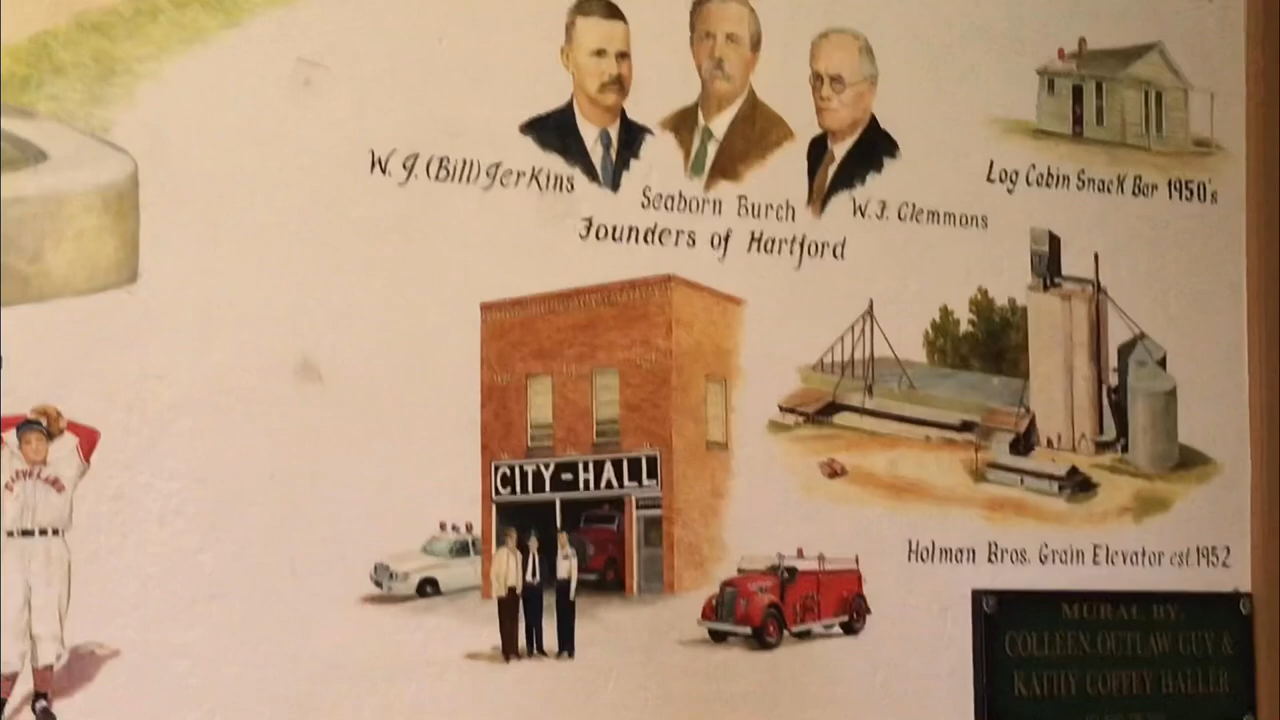 W. J. (Bill) Jerkins
Seaborn Burch
W. J. Clemmons
Founders of Hartford
Log Cabin Snack Bar 1950's
CITY-HALL
CLEVELAND
Holman Bros. Grain Elevator est. 1952
MURAL BY:
COLLEEN OUTLAW GUY &
KATHY COFFEY HALLER